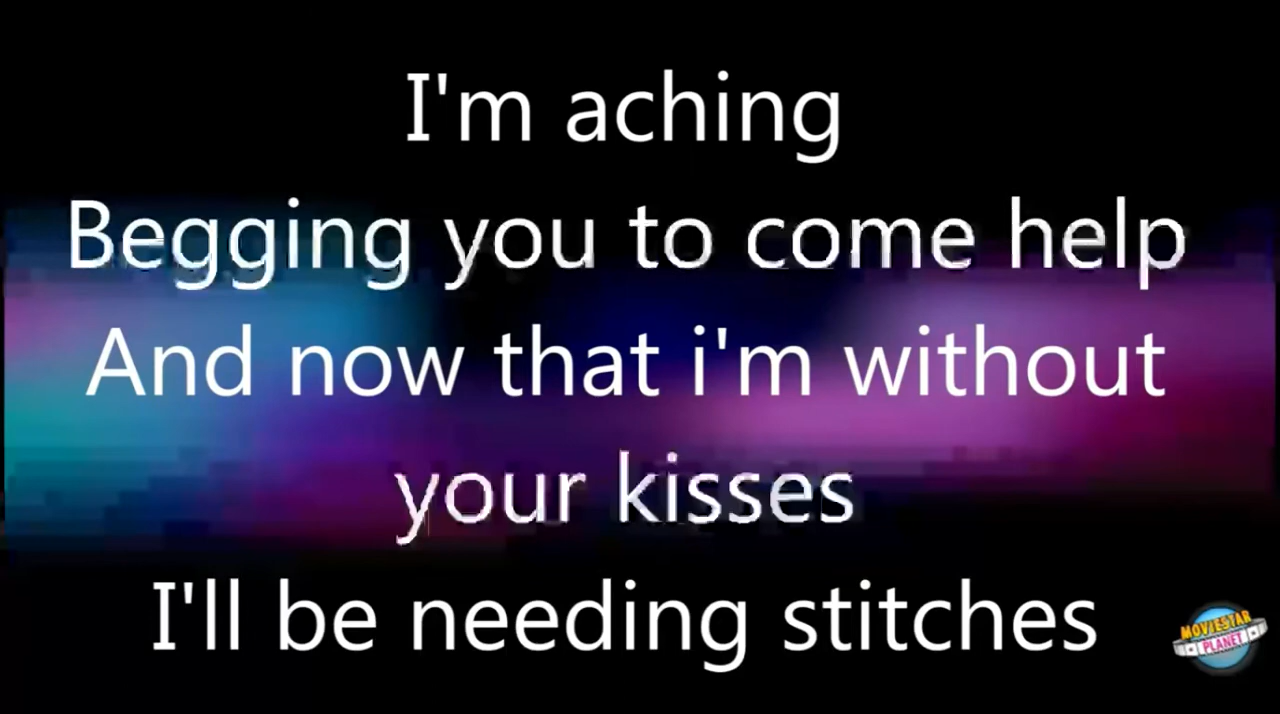 I'm aching
Begging you to come help
And now that i'm without
your kisses
I'll be needing stitches
MOVIESTAR
PLANET